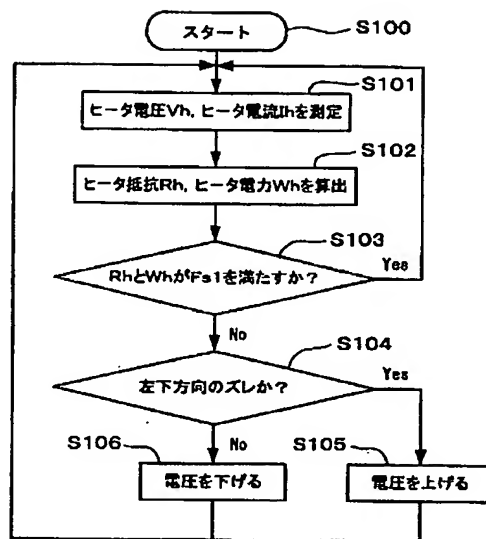 スタート
S100
S101
ヒータ電圧Vh, ヒータ電流Ihを測定
S102
ヒータ抵抗Rh, ヒータ電力Whを算出
S103
RhとWhがFs1を満たすか?
Yes
No
S104
左下方向のズレか?
Yes
No
S106
電圧を下げる
S105
電圧を上げる